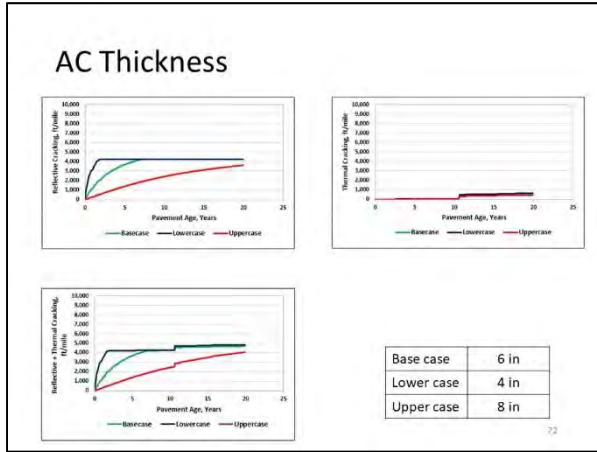 AC Thickness
Reflective Cracking, ft/mile
10,000
9,000
8,000
7,000
6,000
5,000
4,000
3,000
2,000
1,000
0
0 5 10 15 20 25
Pavement Age, Years
Basecase Lowercase Uppercase
Thermal Cracking, ft/mile
10,000
9,000
8,000
7,000
6,000
5,000
4,000
3,000
2,000
1,000
0
0 5 10 15 20 25
Pavement Age, Years
Basecase Lowercase Uppercase
Reflective + Thermal Cracking,
ft/mile
10,000
9,000
8,000
7,000
6,000
5,000
4,000
3,000
2,000
1,000
0
0 5 10 15 20 25
Pavement Age, Years
Basecase Lowercase Uppercase
Base case 6 in
Lower case 4 in
Upper case 8 in
72